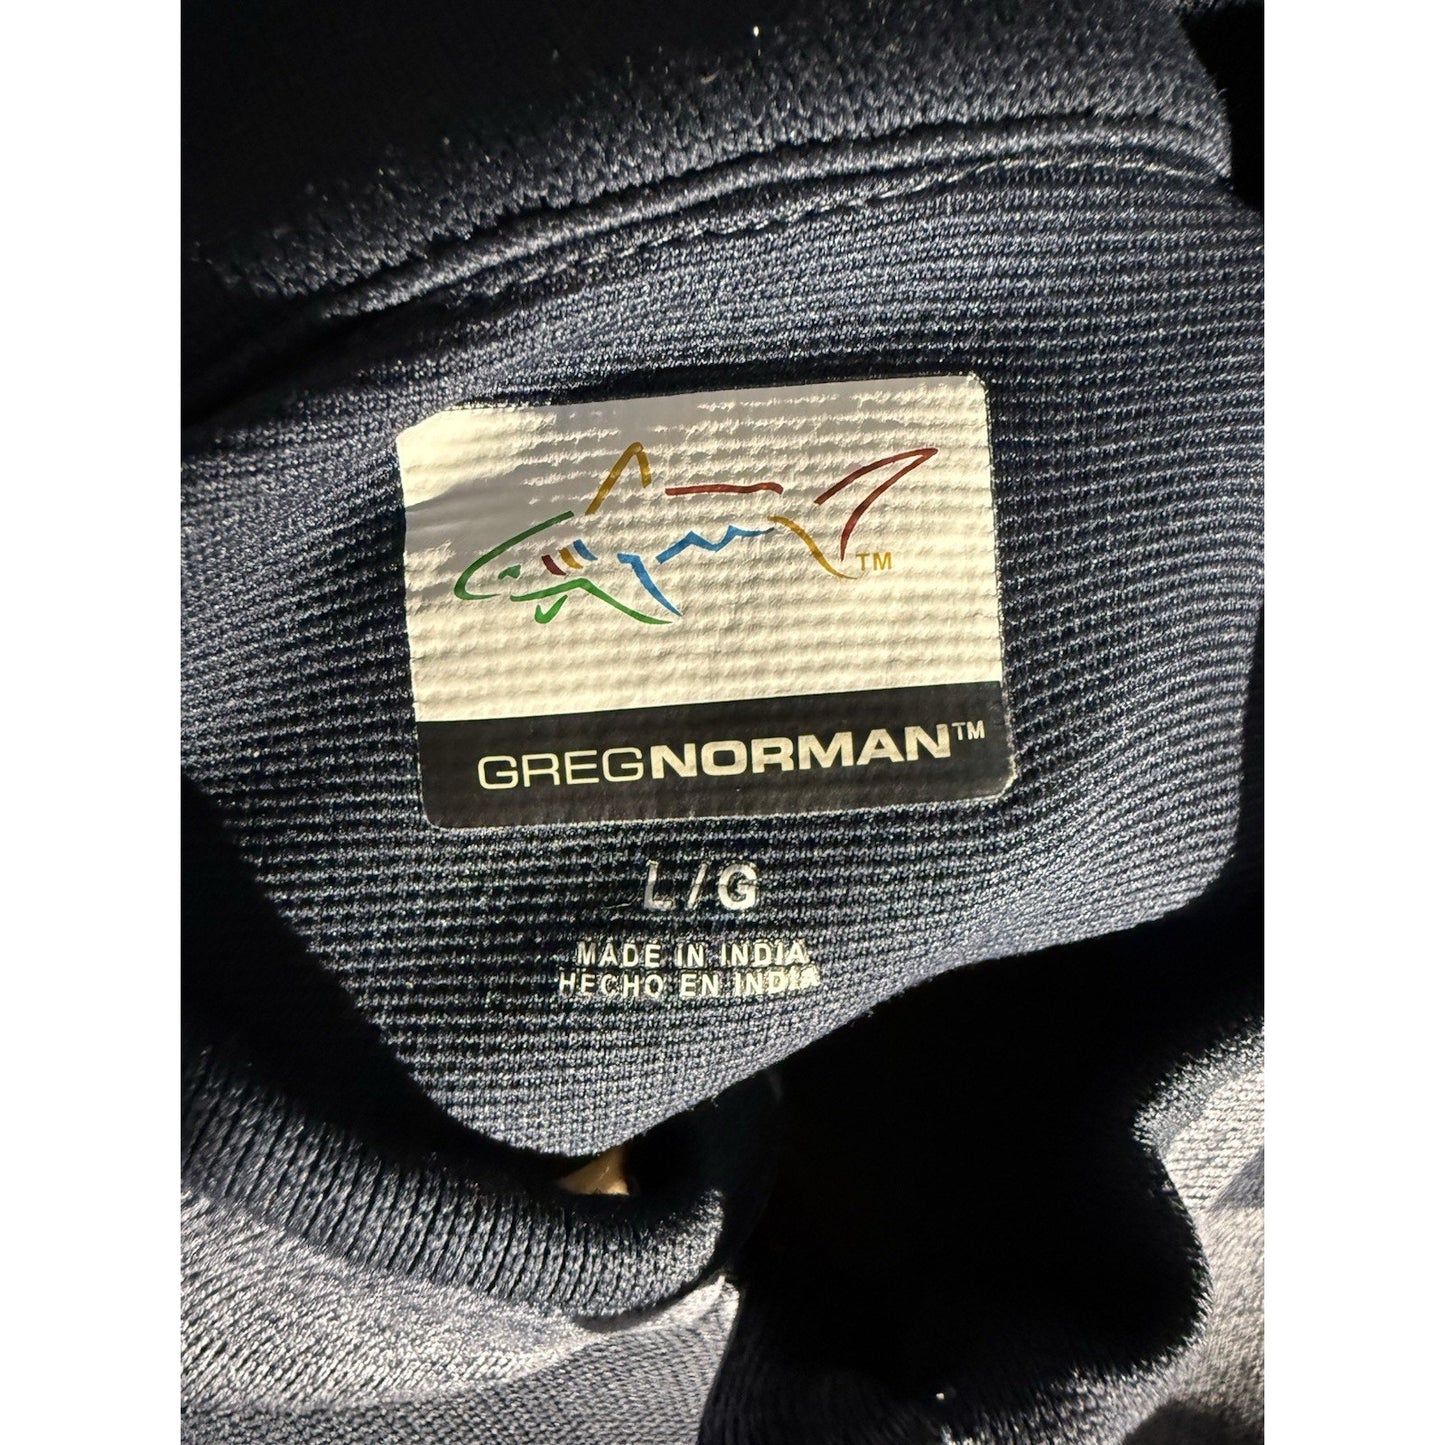 TM
GREGNORMAN™
L/G
MADE IN INDIA
HECHO EN INDIA